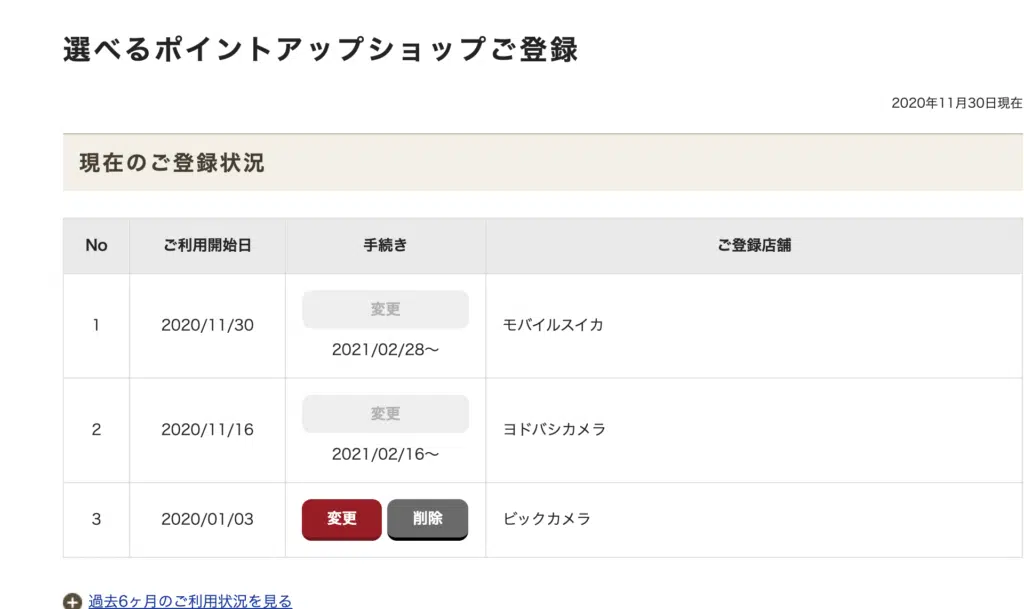 選べるポイントアップショップご登録
2020年11月30日現在
現在のご登録状況
No ご利用開始日 手続き ご登録店舗
1 2020/11/30 変更 2021/02/28〜 モバイルスイカ
2 2020/11/16 変更 2021/02/16〜 ヨドバシカメラ
3 2020/01/03 変更 削除 ビックカメラ
過去6ヶ月のご利用状況を見る